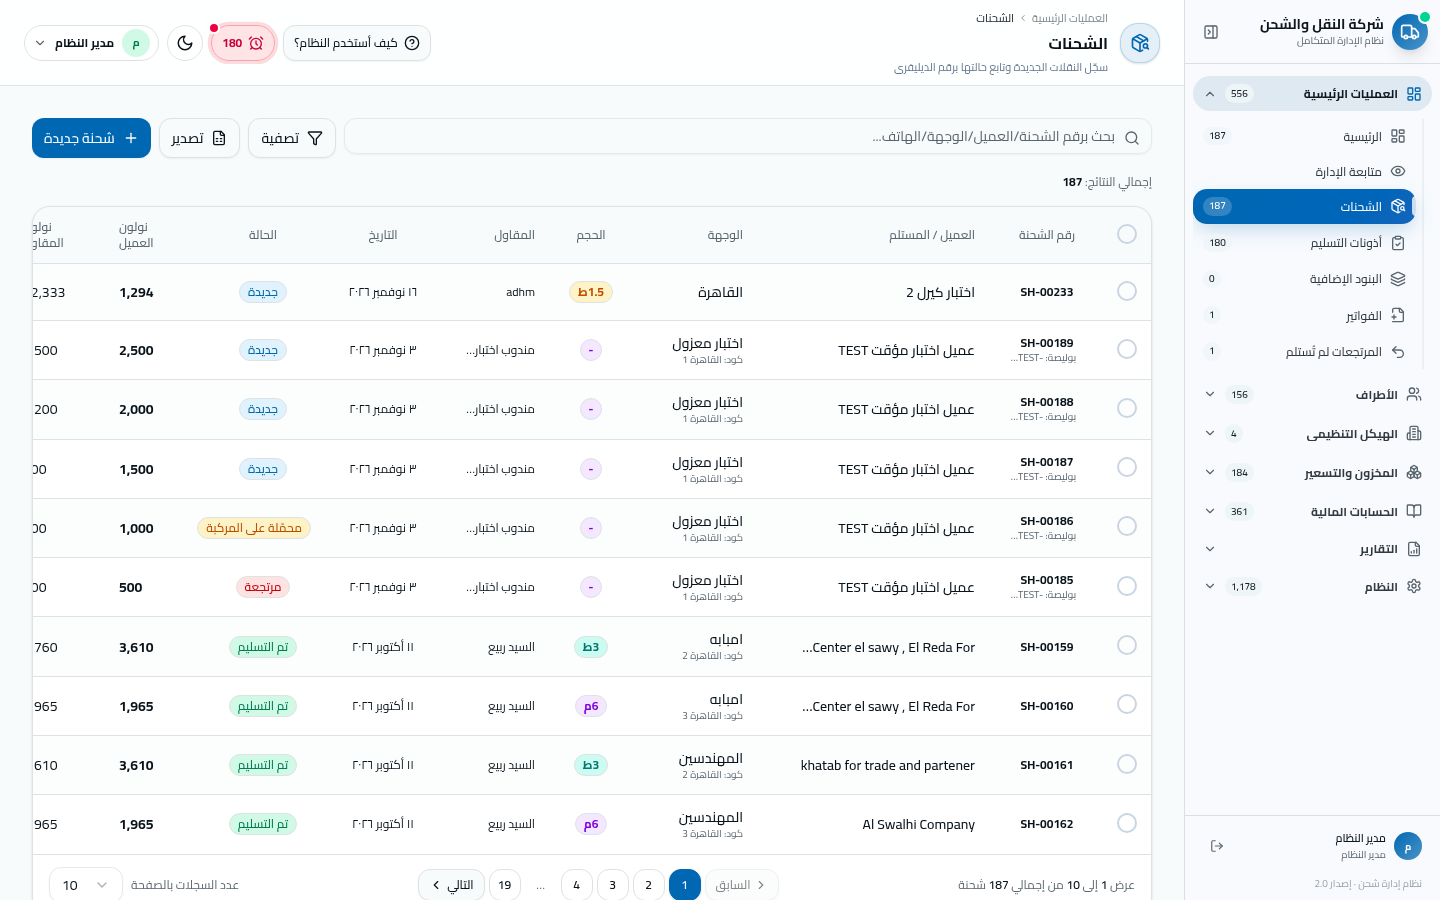 شركة النقل والشحن
نظام الإدارة المتكامل
العمليات الرئيسية 556
الرئيسية 187
متابعة الإدارة
الشحنات 187
أذونات التسليم 180
البنود الإضافية 0
الفواتير 1
المرتجعات لم تُستلم 1
الأطراف 156
الهيكل التنظيمى 4
المخزون والتسعير 184
الحسابات المالية 361
التقارير
النظام 1,178
مدير النظام
مدير النظام
م
نظام إدارة شحن · إصدار 2.0
العمليات الرئيسية › الشحنات
الشحنات
سجّل النقلات الجديدة وتابع حالتها برقم الديليفرى
كيف أستخدم النظام؟
180
م مدير النظام
بحث برقم الشحنة/العميل/الوجهة/الهاتف...
تصفية
تصدير
شحنة جديدة
إجمالي النتائج: 187
رقم الشحنة العميل / المستلم الوجهة الحجم المقاول التاريخ الحالة نولون العميل
SH-00233 اختبار كيرل 2 القاهرة 1.5ط adhm ١٦ نوفمبر ٢٠٢٦ جديدة 1,294 2,333
SH-00189 عميل اختبار مؤقت TEST اختبار معزول - مندوب اختبار... ٣ نوفمبر ٢٠٢٦ جديدة 2,500 500
بوليصة: TEST-... كود: القاهرة 1
SH-00188 عميل اختبار مؤقت TEST اختبار معزول - مندوب اختبار... ٣ نوفمبر ٢٠٢٦ جديدة 2,000 200
بوليصة: TEST-... كود: القاهرة 1
SH-00187 عميل اختبار مؤقت TEST اختبار معزول - مندوب اختبار... ٣ نوفمبر ٢٠٢٦ جديدة 1,500 00
بوليصة: TEST-... كود: القاهرة 1
SH-00186 عميل اختبار مؤقت TEST اختبار معزول - مندوب اختبار... ٣ نوفمبر ٢٠٢٦ محمّلة على المركبة 1,000 00
بوليصة: TEST-... كود: القاهرة 1
SH-00185 عميل اختبار مؤقت TEST اختبار معزول - مندوب اختبار... ٣ نوفمبر ٢٠٢٦ مرتجعة 500 00
بوليصة: TEST-... كود: القاهرة 1
SH-00159 Center el sawy , El Reda For... امبابه 3ط السيد ربيع ١١ أكتوبر ٢٠٢٦ تم التسليم 3,610 760
كود: القاهرة 2
SH-00160 Center el sawy , El Reda For... امبابه 6م السيد ربيع ١١ أكتوبر ٢٠٢٦ تم التسليم 1,965 965
كود: القاهرة 3
SH-00161 khatab for trade and partener المهندسين 3ط السيد ربيع ١١ أكتوبر ٢٠٢٦ تم التسليم 3,610 610
كود: القاهرة 2
SH-00162 Al Swalhi Company المهندسين 6م السيد ربيع ١١ أكتوبر ٢٠٢٦ تم التسليم 1,965 965
كود: القاهرة 3
عرض 1 إلى 10 من إجمالي 187 شحنة
السابق 1 2 3 4 ... 19 التالي
عدد السجلات بالصفحة 10